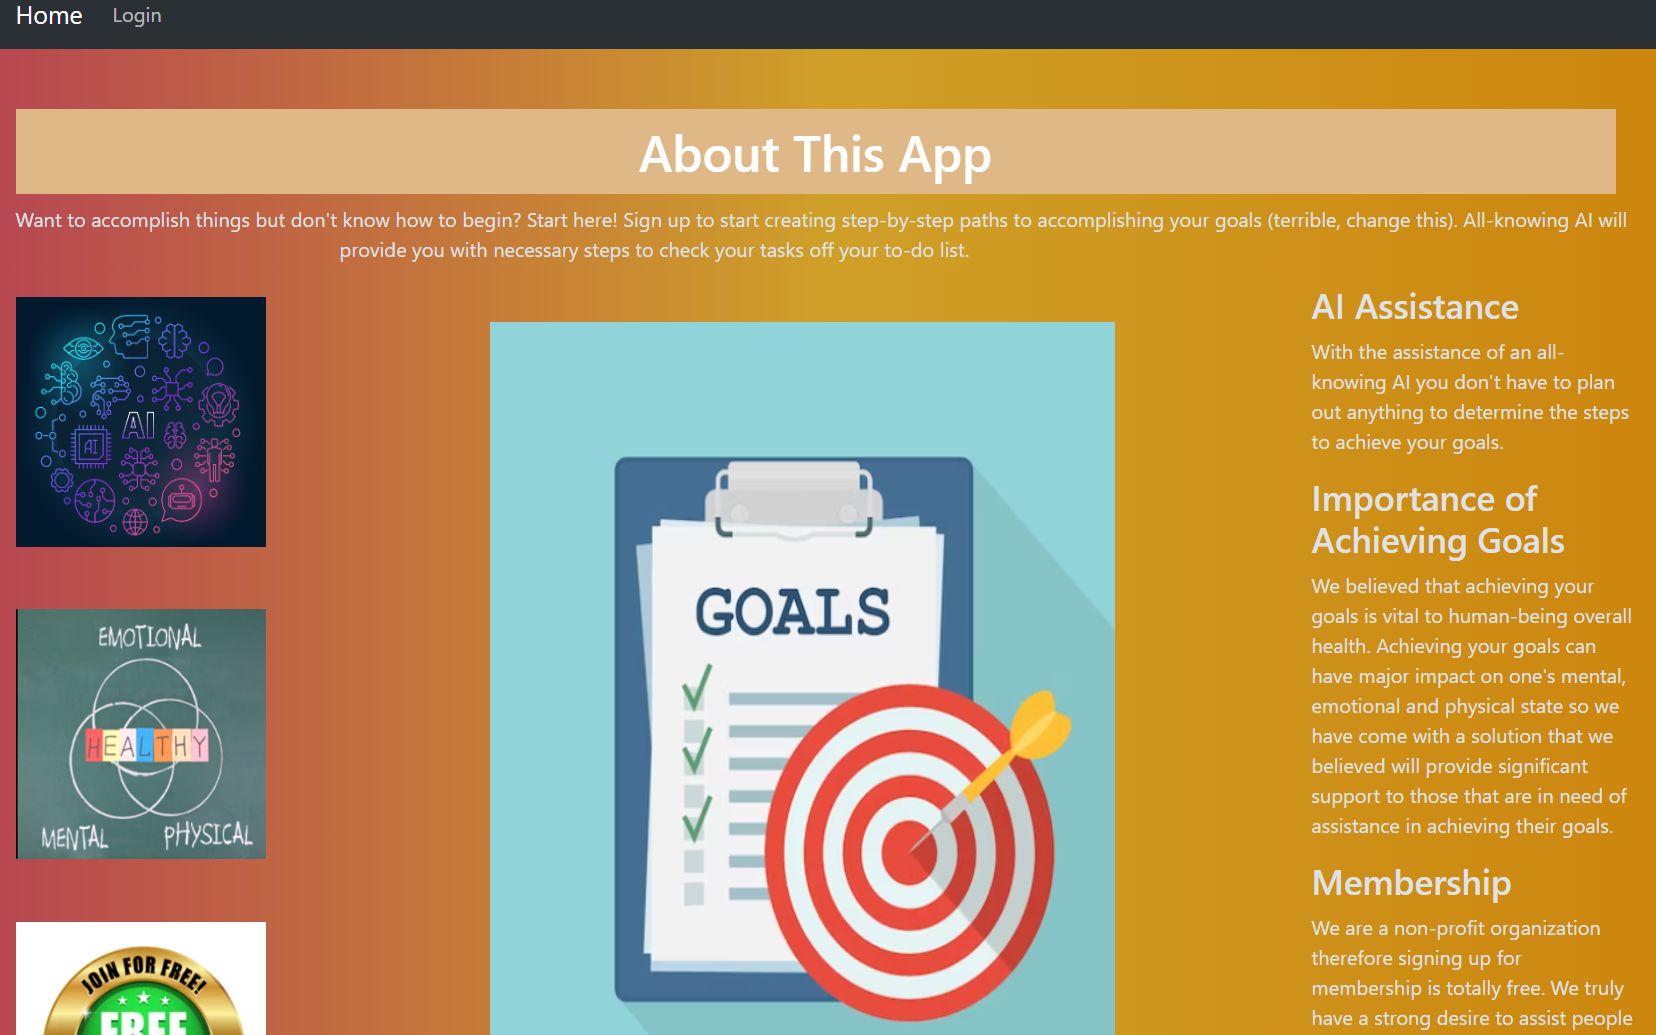 Home Login
About This App
Want to accomplish things but don't know how to begin? Start here! Sign up to start creating step-by-step paths to accomplishing your goals (terrible, change this). All-knowing AI will
provide you with necessary steps to check your tasks off your to-do list.
AI
AI
EMOTIONAL
HEALTHY
MENTAL PHYSICAL
JOIN FOR FREE!
FREE
GOALS
AI Assistance
With the assistance of an all-
knowing AI you don't have to plan
out anything to determine the steps
to achieve your goals.
Importance of
Achieving Goals
We believed that achieving your
goals is vital to human-being overall
health. Achieving your goals can
have major impact on one's mental,
emotional and physical state so we
have come with a solution that we
believed will provide significant
support to those that are in need of
assistance in achieving their goals.
Membership
We are a non-profit organization
therefore signing up for
membership is totally free. We truly
have a strong desire to assist people